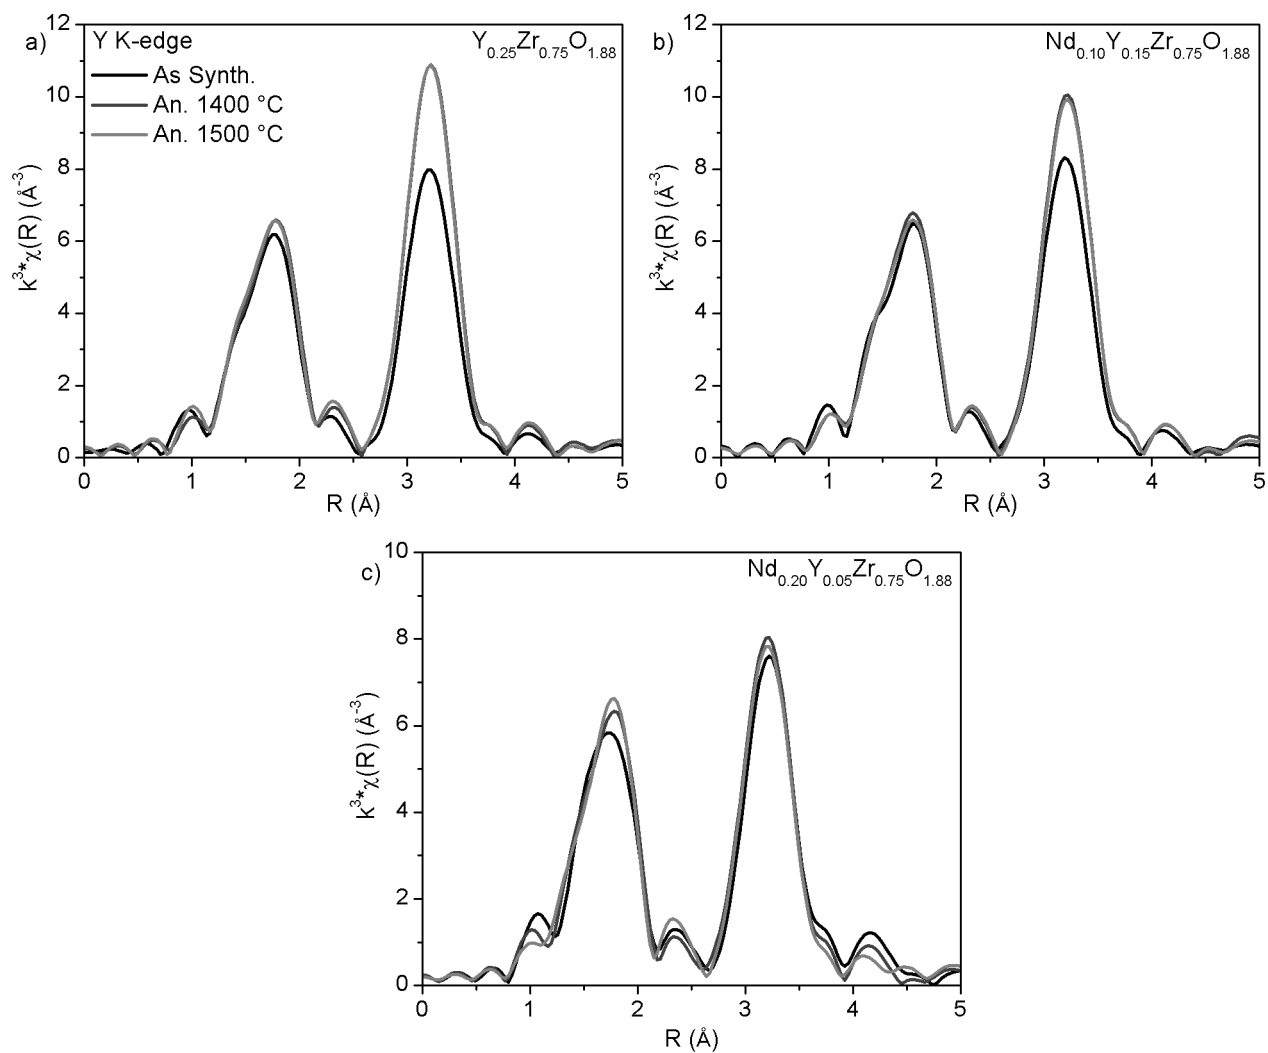 a)
Y K-edge
Y0.25Zr0.75O1.88
As Synth.
An. 1400 °C
An. 1500 °C
12
10
8
6
4
2
0
k³*χ(R) (Å⁻³)
0 1 2 3 4 5
R (Å)
b)
Nd0.10Y0.15Zr0.75O1.88
12
10
8
6
4
2
0
k³*χ(R) (Å⁻³)
0 1 2 3 4 5
R (Å)
c)
Nd0.20Y0.05Zr0.75O1.88
10
8
6
4
2
0
k³*χ(R) (Å⁻³)
0 1 2 3 4 5
R (Å)